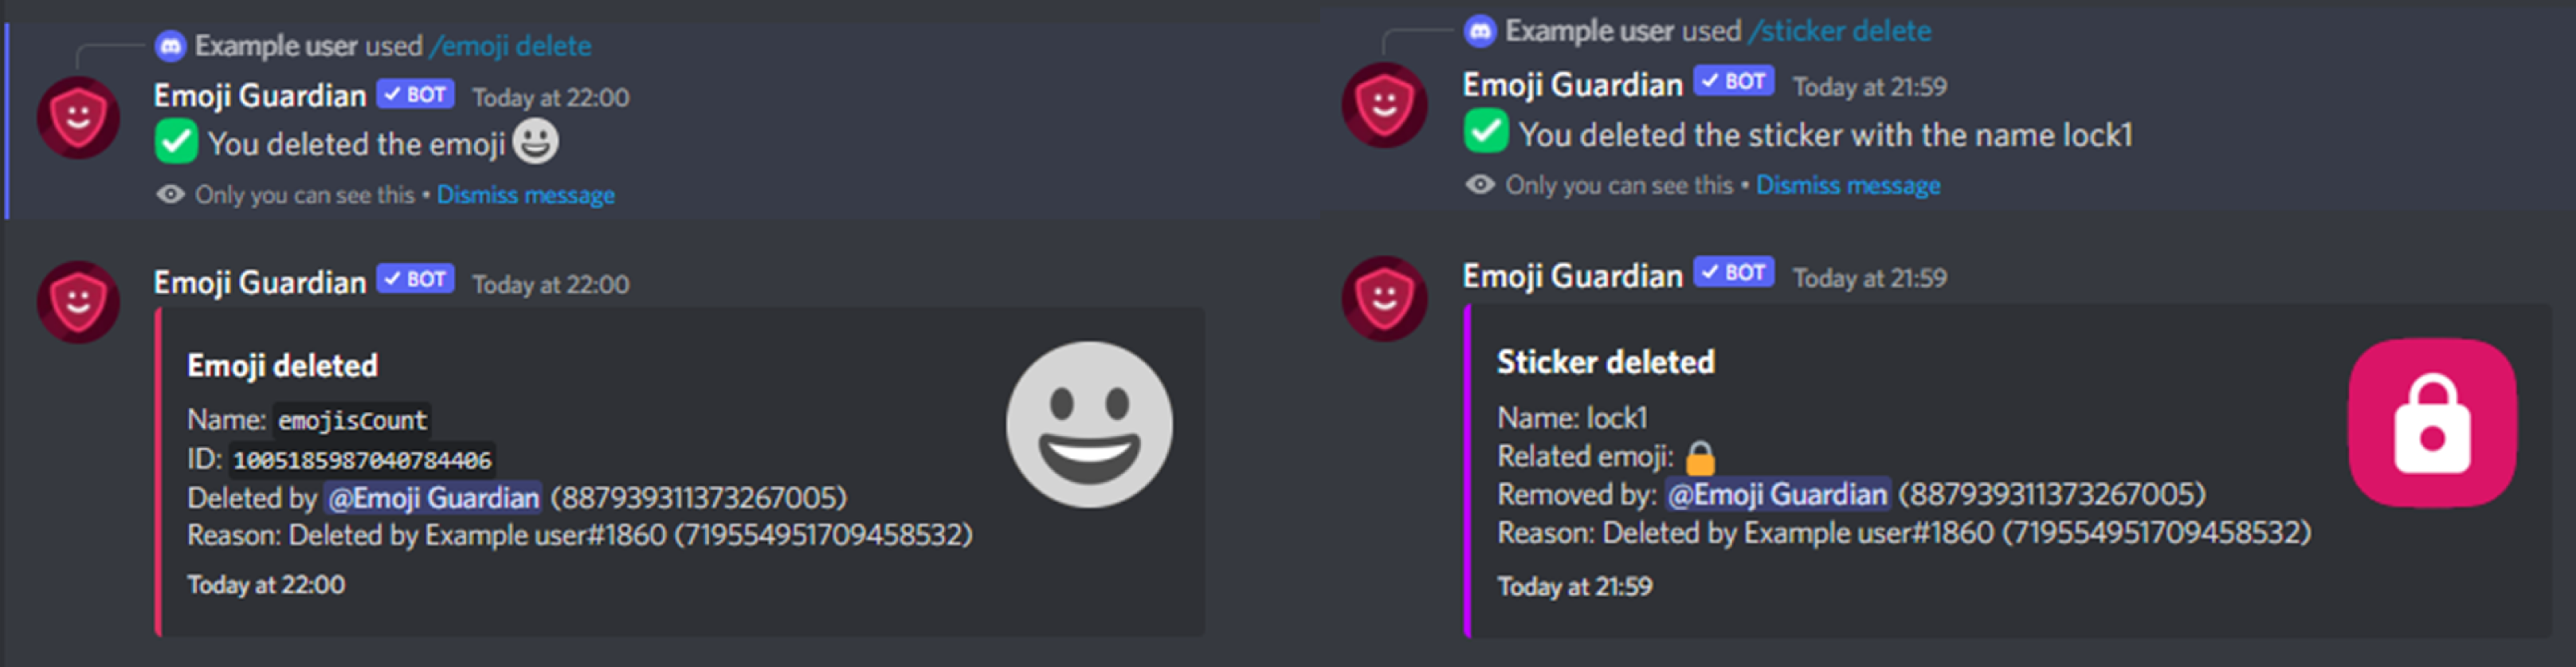 Example user used /emoji delete
Emoji Guardian ✓ BOT Today at 22:00
✅ You deleted the emoji 😀
Only you can see this • Dismiss message
Emoji Guardian ✓ BOT Today at 22:00
Emoji deleted
Name: emojisCount
ID: 1005185987040784406
Deleted by @Emoji Guardian (887939311373267005)
Reason: Deleted by Example user#1860 (719554951709458532)
Today at 22:00
Example user used /sticker delete
Emoji Guardian ✓ BOT Today at 21:59
✅ You deleted the sticker with the name lock1
Only you can see this • Dismiss message
Emoji Guardian ✓ BOT Today at 21:59
Sticker deleted
Name: lock1
Related emoji: 🔒
Removed by: @Emoji Guardian (887939311373267005)
Reason: Deleted by Example user#1860 (719554951709458532)
Today at 21:59